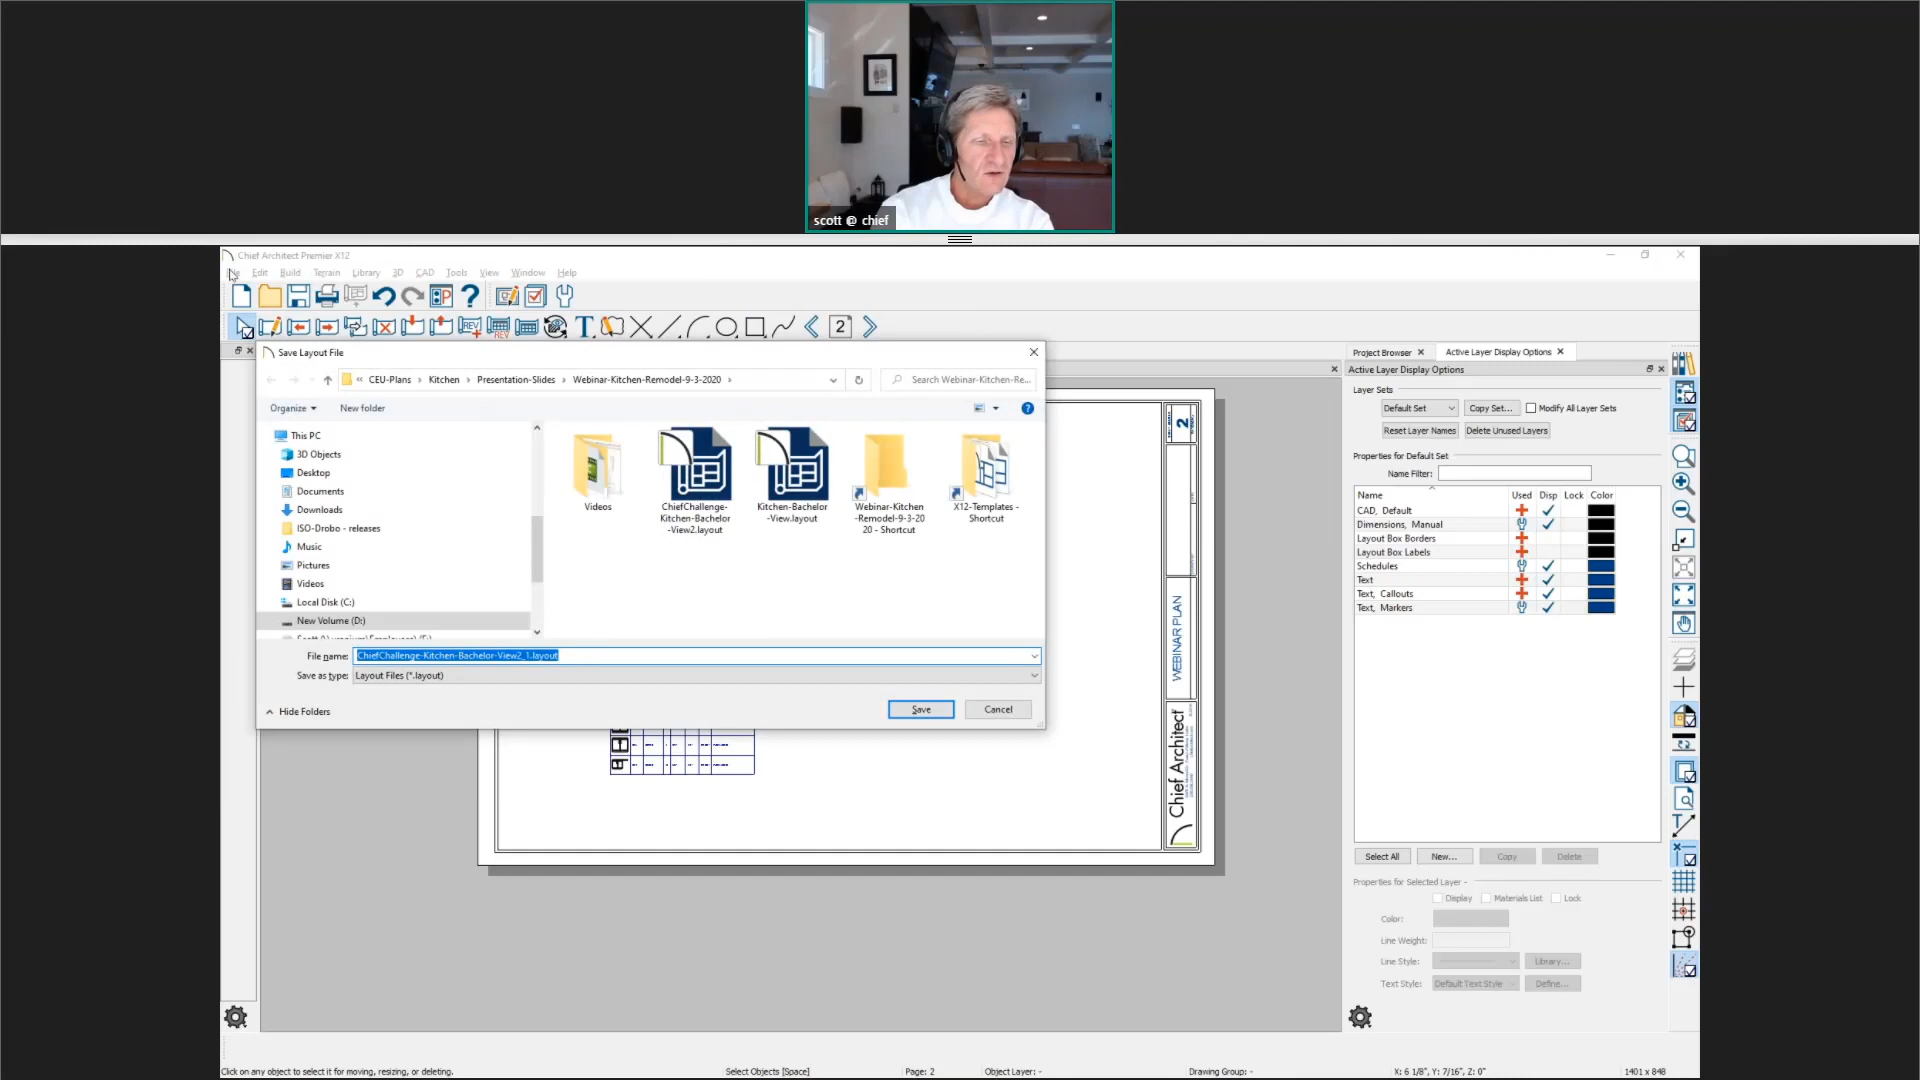 scott @ chief
Chief Architect Premier X12
Edit Build Terrain Library 3D CAD Tools View Window Help
REV REV T 2
Save Layout File
« CEU-Plans › Kitchen › Presentation-Slides › Webinar-Kitchen-Remodel-9-3-2020 ›
Search Webinar-Kitchen-Re...
Organize New folder
This PC
3D Objects
Desktop
Documents
Downloads
ISO-Drobo - releases
Music
Pictures
Videos
Local Disk (C:)
New Volume (D:)
Videos
ChiefChallenge-
Kitchen-Bachelor
-View2.layout
Kitchen-Bachelor
-View.layout
Webinar-Kitchen
-Remodel-9-3-20
20 - Shortcut
X12-Templates -
Shortcut
File name: ChiefChallenge-Kitchen-Bachelor-View2_1.layout
Save as type: Layout Files (*.layout)
Hide Folders
Save Cancel
2
WEBINAR PLAN
Chief Architect
Project Browser Active Layer Display Options
Active Layer Display Options
Layer Sets
Default Set Copy Set... Modify All Layer Sets
Reset Layer Names Delete Unused Layers
Properties for Default Set
Name Filter:
Name Used Disp Lock Color
CAD, Default
Dimensions, Manual
Layout Box Borders
Layout Box Labels
Schedules
Text
Text, Callouts
Text, Markers
Select All New... Copy Delete
Properties for Selected Layer -
Display Materials List Lock
Color:
Line Weight:
Line Style: Library...
Text Style: Default Text Style Define...
Click on any object to select it for moving, resizing, or deleting. Select Objects [Space] Page: 2 Object Layer: - Drawing Group: - X: 6 1/8", Y: 7/16", Z: 0" 1401 x 848